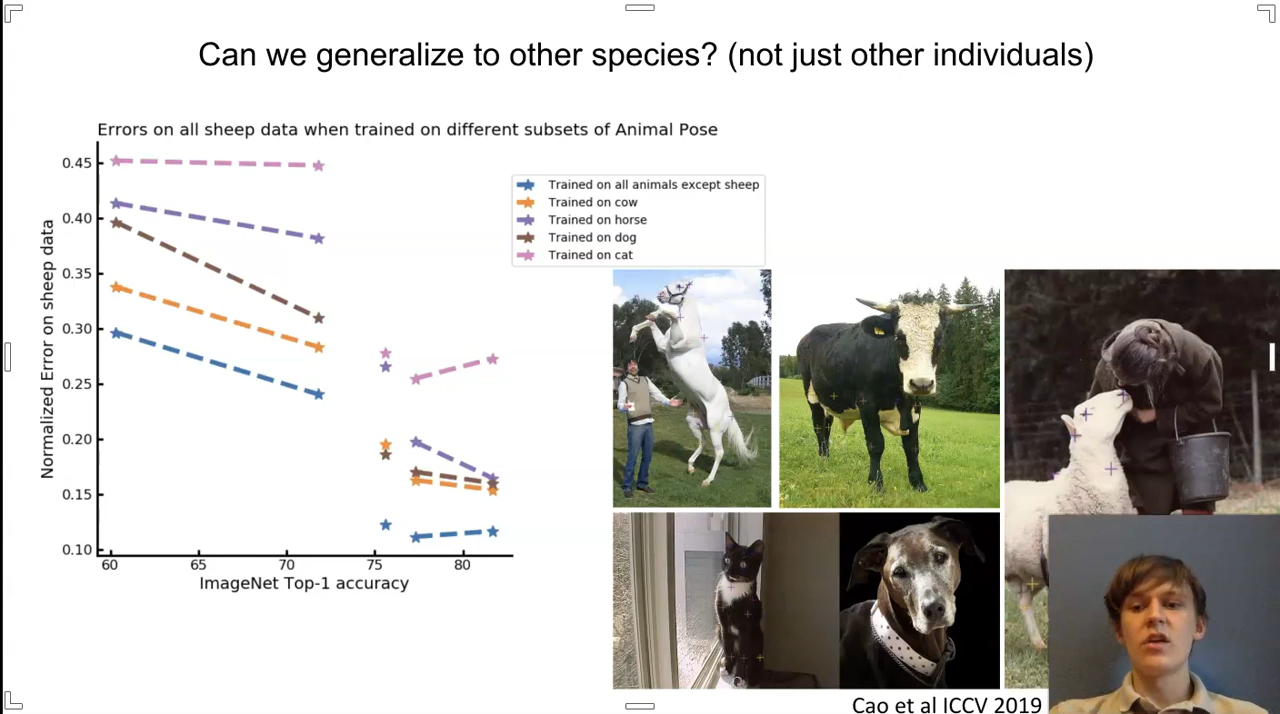 Can we generalize to other species? (not just other individuals)
Errors on all sheep data when trained on different subsets of Animal Pose
Normalized Error on sheep data
0.45
0.40
0.35
0.30
0.25
0.20
0.15
0.10
60
65
70
75
80
ImageNet Top-1 accuracy
Trained on all animals except sheep
Trained on cow
Trained on horse
Trained on dog
Trained on cat
Cao et al ICCV 2019